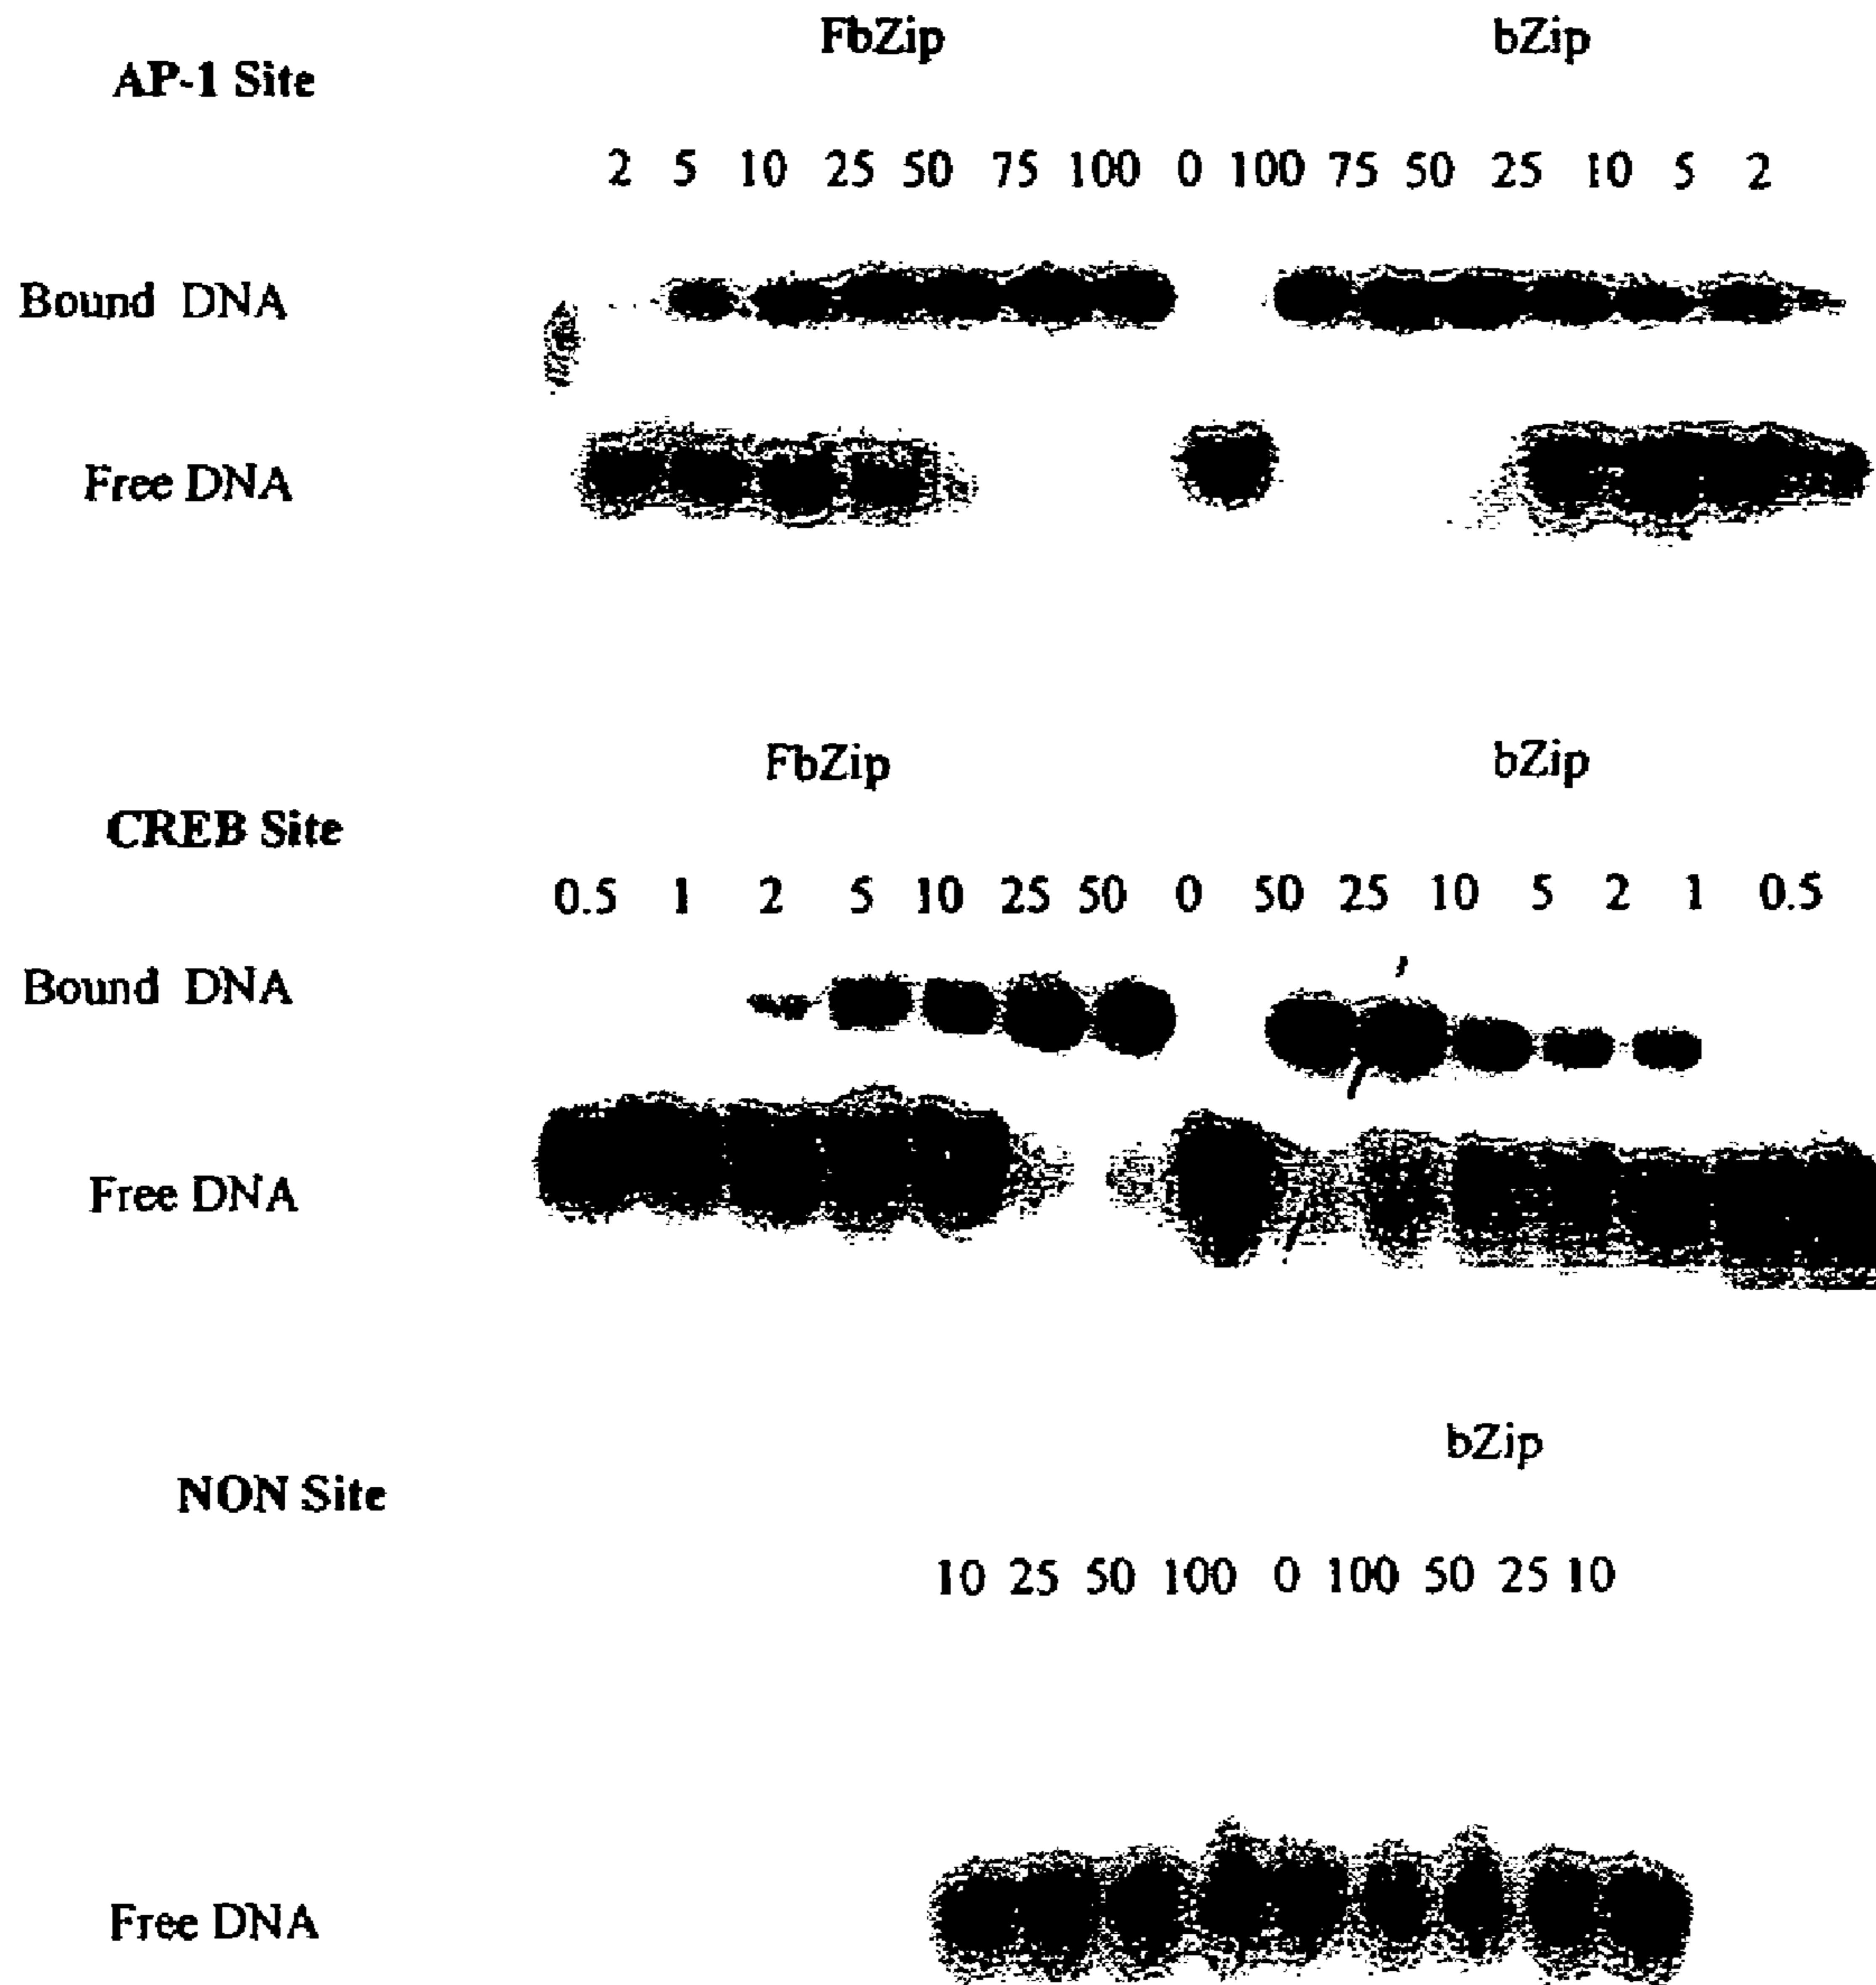 FbZip bZip
AP-1 Site
2 5 10 25 50 75 100 0 100 75 50 25 10 5 2
Bound DNA
Free DNA
FbZip bZip
CREB Site
0.5 1 2 5 10 25 50 0 50 25 10 5 2 1 0.5
Bound DNA
Free DNA
bZip
NON Site
10 25 50 100 0 100 50 25 10
Free DNA